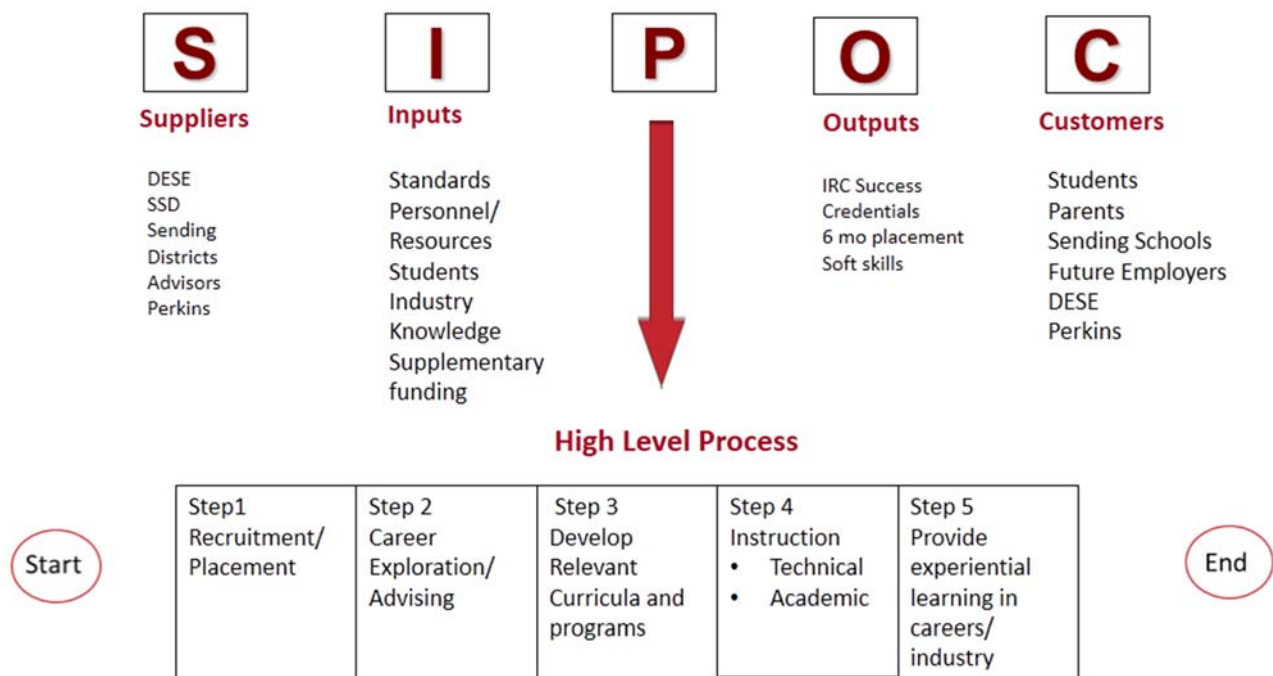 S
I
P
O
C
Suppliers
Inputs
Outputs
Customers
DESE
SSD
Sending
Districts
Advisors
Perkins
Standards
Personnel/
Resources
Students
Industry
Knowledge
Supplementary
funding
IRC Success
Credentials
6 mo placement
Soft skills
Students
Parents
Sending Schools
Future Employers
DESE
Perkins
High Level Process
Start
Step1
Recruitment/
Placement
Step 2
Career
Exploration/
Advising
Step 3
Develop
Relevant
Curricula and
programs
Step 4
Instruction
• Technical
• Academic
Step 5
Provide
experiential
learning in
careers/
industry
End